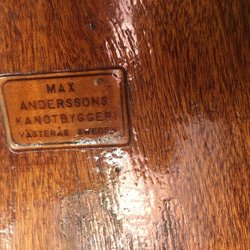 MAX
ANDERSSONS
KANOTBYGGERI
VÄSTERÅS SWEDEN